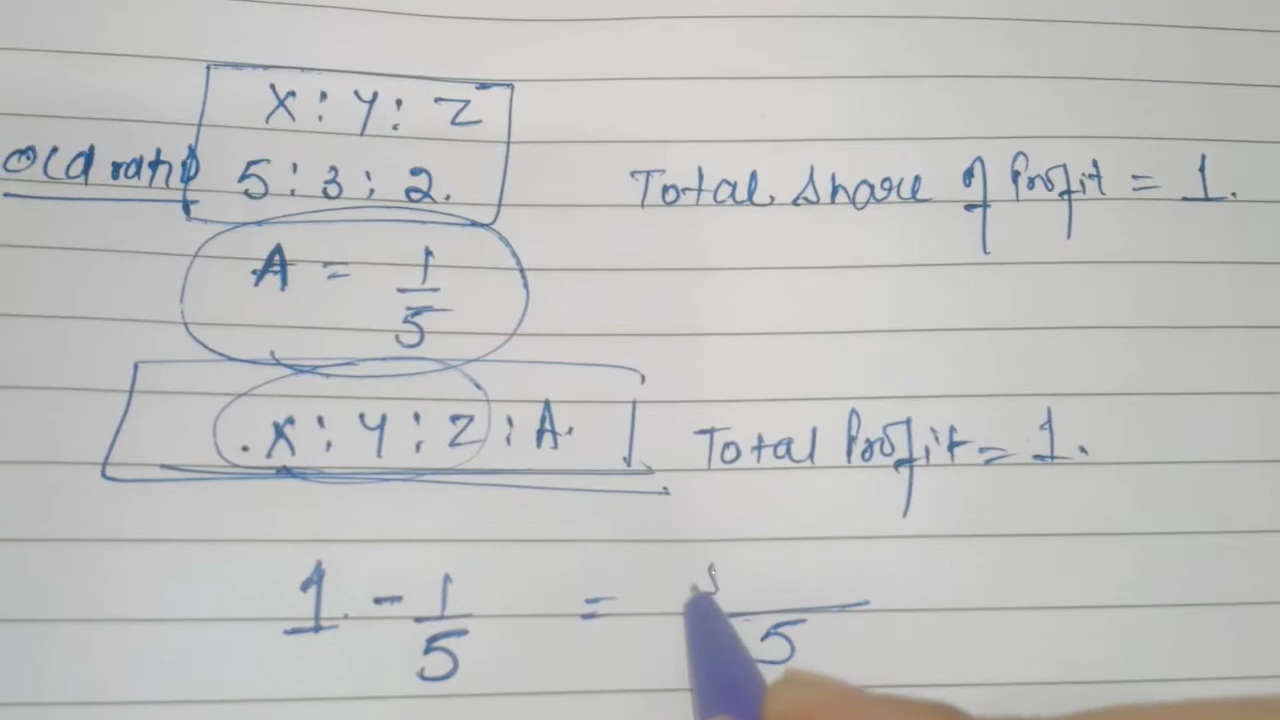 X : Y : Z
Old ratio 5 : 3 : 2.
Total Share of Profit = 1.
A = 1/5
X : Y : Z : A. Total Profit = 1.
1 - 1/5 = /5